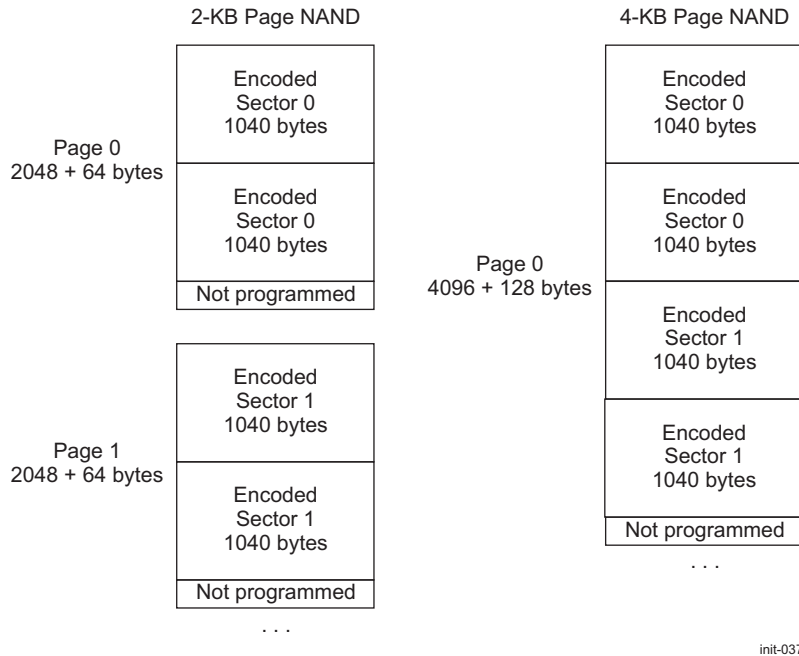 2-KB Page NAND
Page 0
2048 + 64 bytes
Encoded
Sector 0
1040 bytes
Encoded
Sector 0
1040 bytes
Not programmed
Page 1
2048 + 64 bytes
Encoded
Sector 1
1040 bytes
Encoded
Sector 1
1040 bytes
Not programmed
. . .
4-KB Page NAND
Page 0
4096 + 128 bytes
Encoded
Sector 0
1040 bytes
Encoded
Sector 0
1040 bytes
Encoded
Sector 1
1040 bytes
Encoded
Sector 1
1040 bytes
Not programmed
. . .
init-037